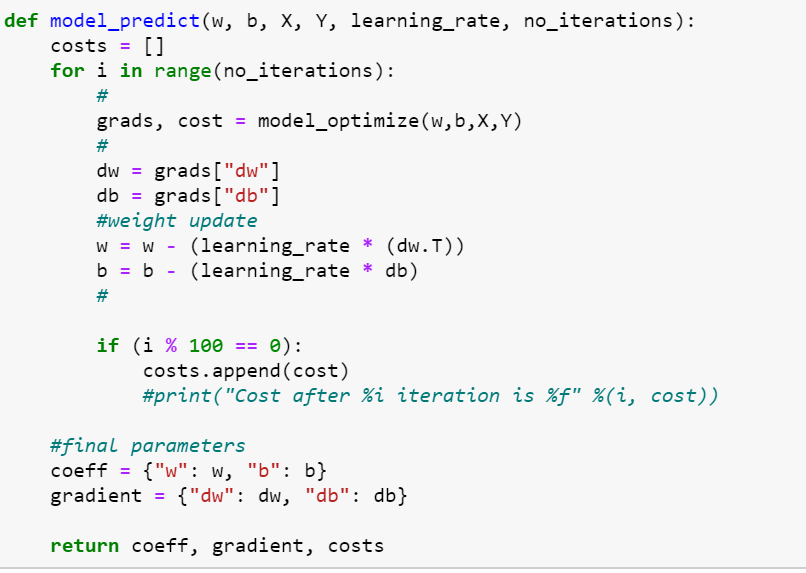 def model_predict(w, b, X, Y, learning_rate, no_iterations):
    costs = []
    for i in range(no_iterations):
        #
        grads, cost = model_optimize(w,b,X,Y)
        #
        dw = grads["dw"]
        db = grads["db"]
        #weight update
        w = w - (learning_rate * (dw.T))
        b = b - (learning_rate * db)
        #
        if (i % 100 == 0):
            costs.append(cost)
            #print("Cost after %i iteration is %f" %(i, cost))
    #final parameters
    coeff = {"w": w, "b": b}
    gradient = {"dw": dw, "db": db}
    return coeff, gradient, costs